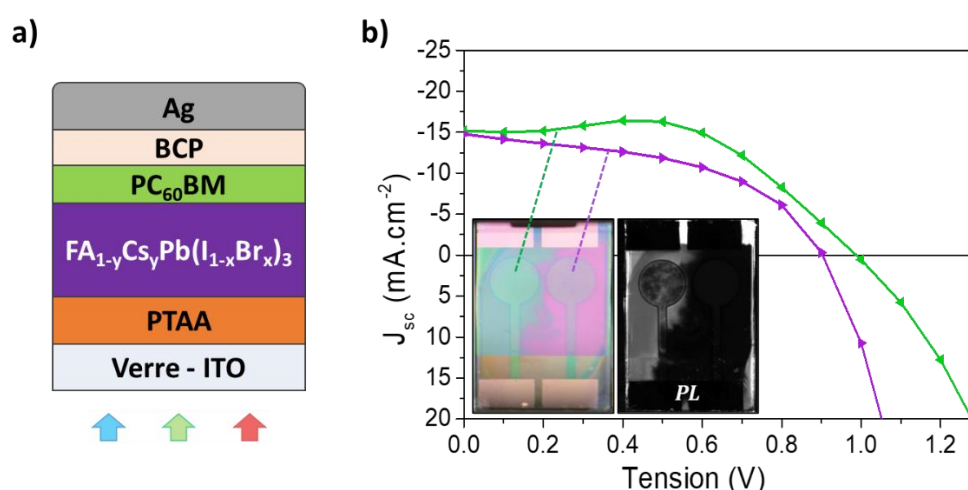 a)
Ag
BCP
PC60BM
FA1-yCsyPb(I1-xBrx)3
PTAA
Verre - ITO
b)
-25
-20
-15
-10
-5
0
5
10
15
20
Jsc (mA.cm-2)
PL
0.0 0.2 0.4 0.6 0.8 1.0 1.2
Tension (V)